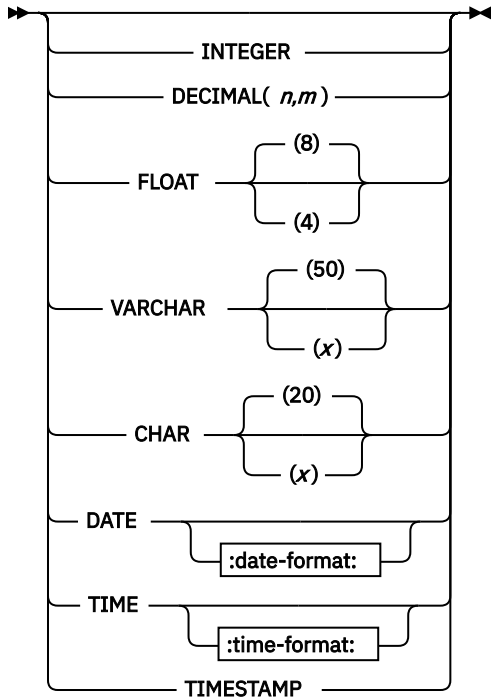 INTEGER
DECIMAL( n,m )
(8)
FLOAT
(4)
(50)
VARCHAR
(x)
(20)
CHAR
(x)
DATE
:date-format:
TIME
:time-format:
TIMESTAMP